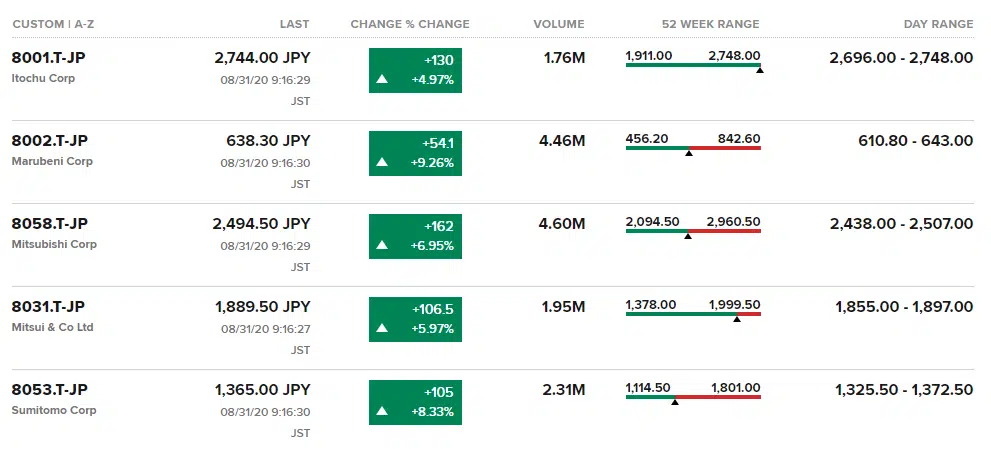 CUSTOM | A-Z LAST CHANGE % CHANGE VOLUME 52 WEEK RANGE DAY RANGE
8001.T-JP 2,744.00 JPY +130 1.76M 1,911.00 2,748.00 2,696.00 - 2,748.00
Itochu Corp 08/31/20 9:16:29 +4.97%
JST
8002.T-JP 638.30 JPY +54.1 4.46M 456.20 842.60 610.80 - 643.00
Marubeni Corp 08/31/20 9:16:30 +9.26%
JST
8058.T-JP 2,494.50 JPY +162 4.60M 2,094.50 2,960.50 2,438.00 - 2,507.00
Mitsubishi Corp 08/31/20 9:16:29 +6.95%
JST
8031.T-JP 1,889.50 JPY +106.5 1.95M 1,378.00 1,999.50 1,855.00 - 1,897.00
Mitsui & Co Ltd 08/31/20 9:16:27 +5.97%
JST
8053.T-JP 1,365.00 JPY +105 2.31M 1,114.50 1,801.00 1,325.50 - 1,372.50
Sumitomo Corp 08/31/20 9:16:30 +8.33%
JST